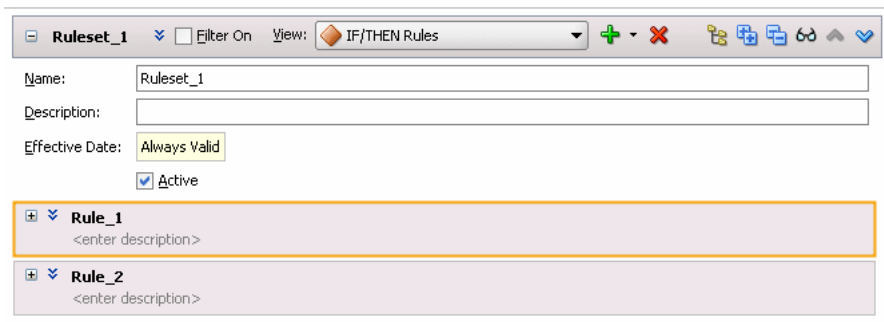 Ruleset_1 Filter On View: IF/THEN Rules
Name: Ruleset_1
Description:
Effective Date: Always Valid
Active
Rule_1
<enter description>
Rule_2
<enter description>